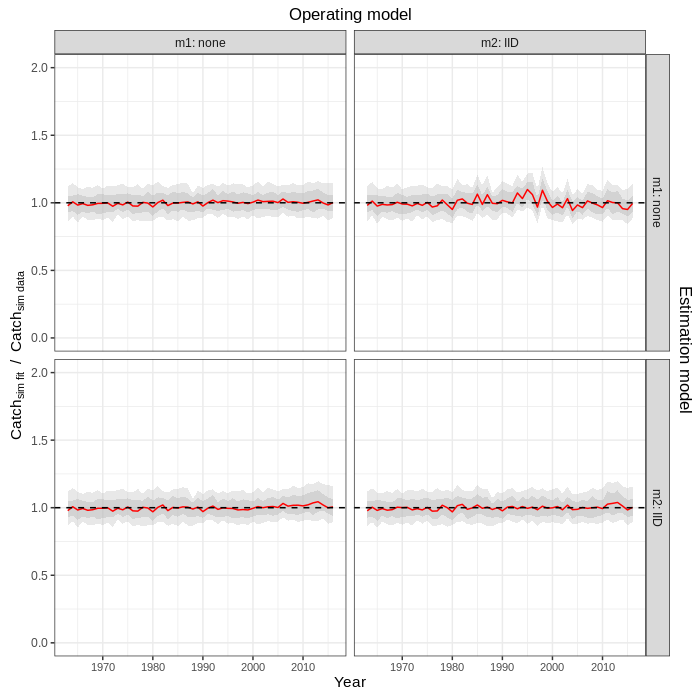 Operating model
m1: none
m2: IID
2.0
1.5
1.0
0.5
0.0
m1: none
2.0
1.5
1.0
0.5
0.0
m2: IID
Catchsim fit / Catchsim data
Estimation model
1970 1980 1990 2000 2010
1970 1980 1990 2000 2010
Year